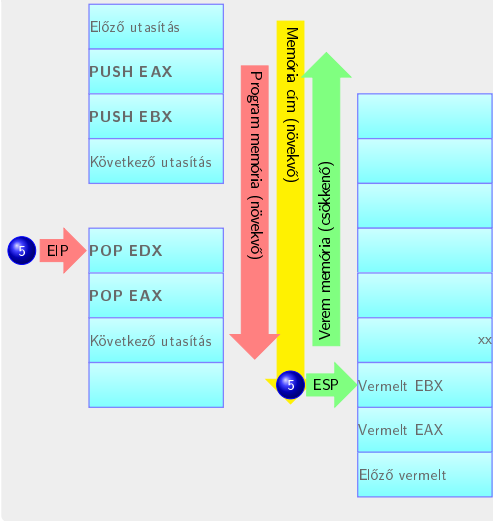 Előző utasítás
PUSH EAX
PUSH EBX
Következő utasítás
5
EIP
POP EDX
POP EAX
Következő utasítás
Program memória (növekvő)
Memória cím (növekvő)
Verem memória (csökkenő)
xx
5
ESP
Vermelt EBX
Vermelt EAX
Előző vermelt